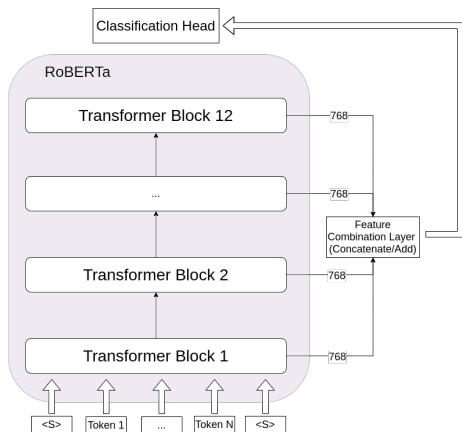 Classification Head
RoBERTa
Transformer Block 12
768
...
768
Feature
Combination Layer
(Concatenate/Add)
Transformer Block 2
768
Transformer Block 1
768
<S>
Token 1
...
Token N
<S>